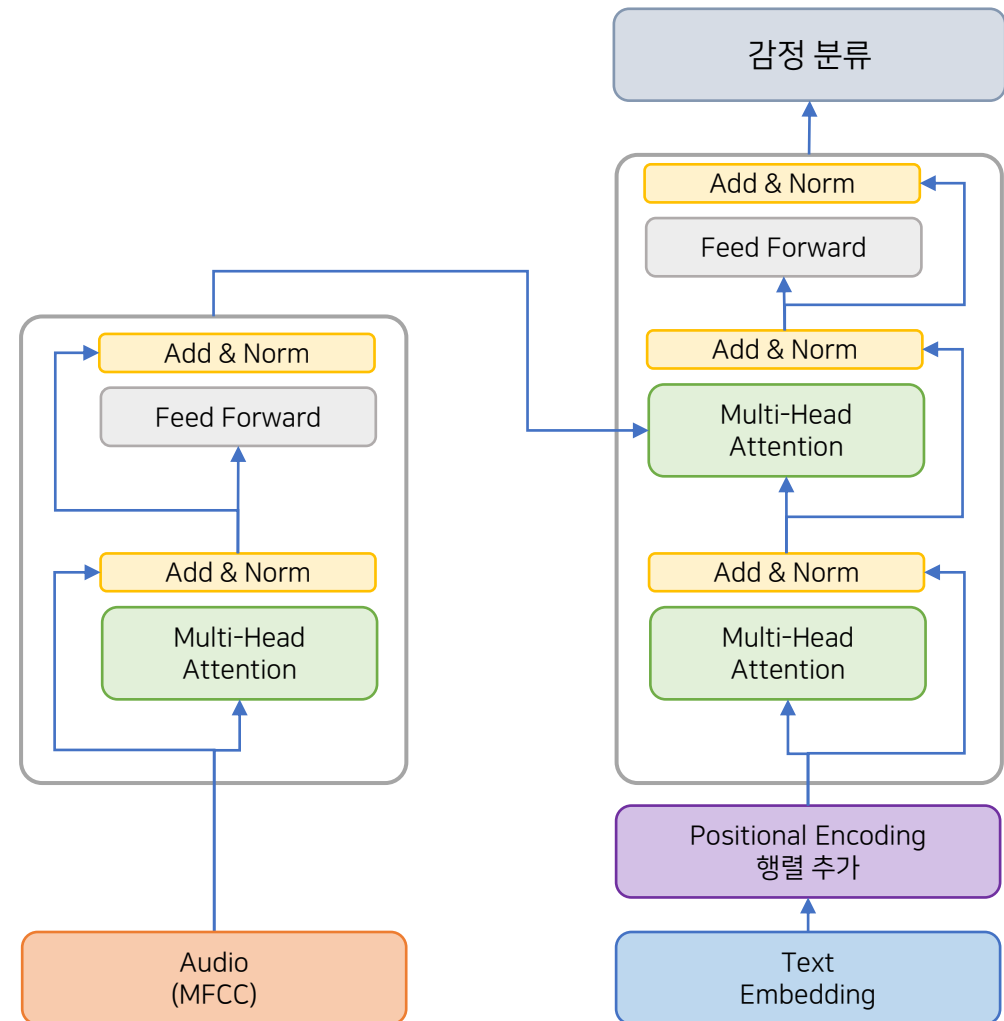 감정 분류
Add & Norm
Feed Forward
Add & Norm
Multi-Head
Attention
Add & Norm
Multi-Head
Attention
Positional Encoding
행렬 추가
Text
Embedding
Add & Norm
Feed Forward
Add & Norm
Multi-Head
Attention
Audio
(MFCC)